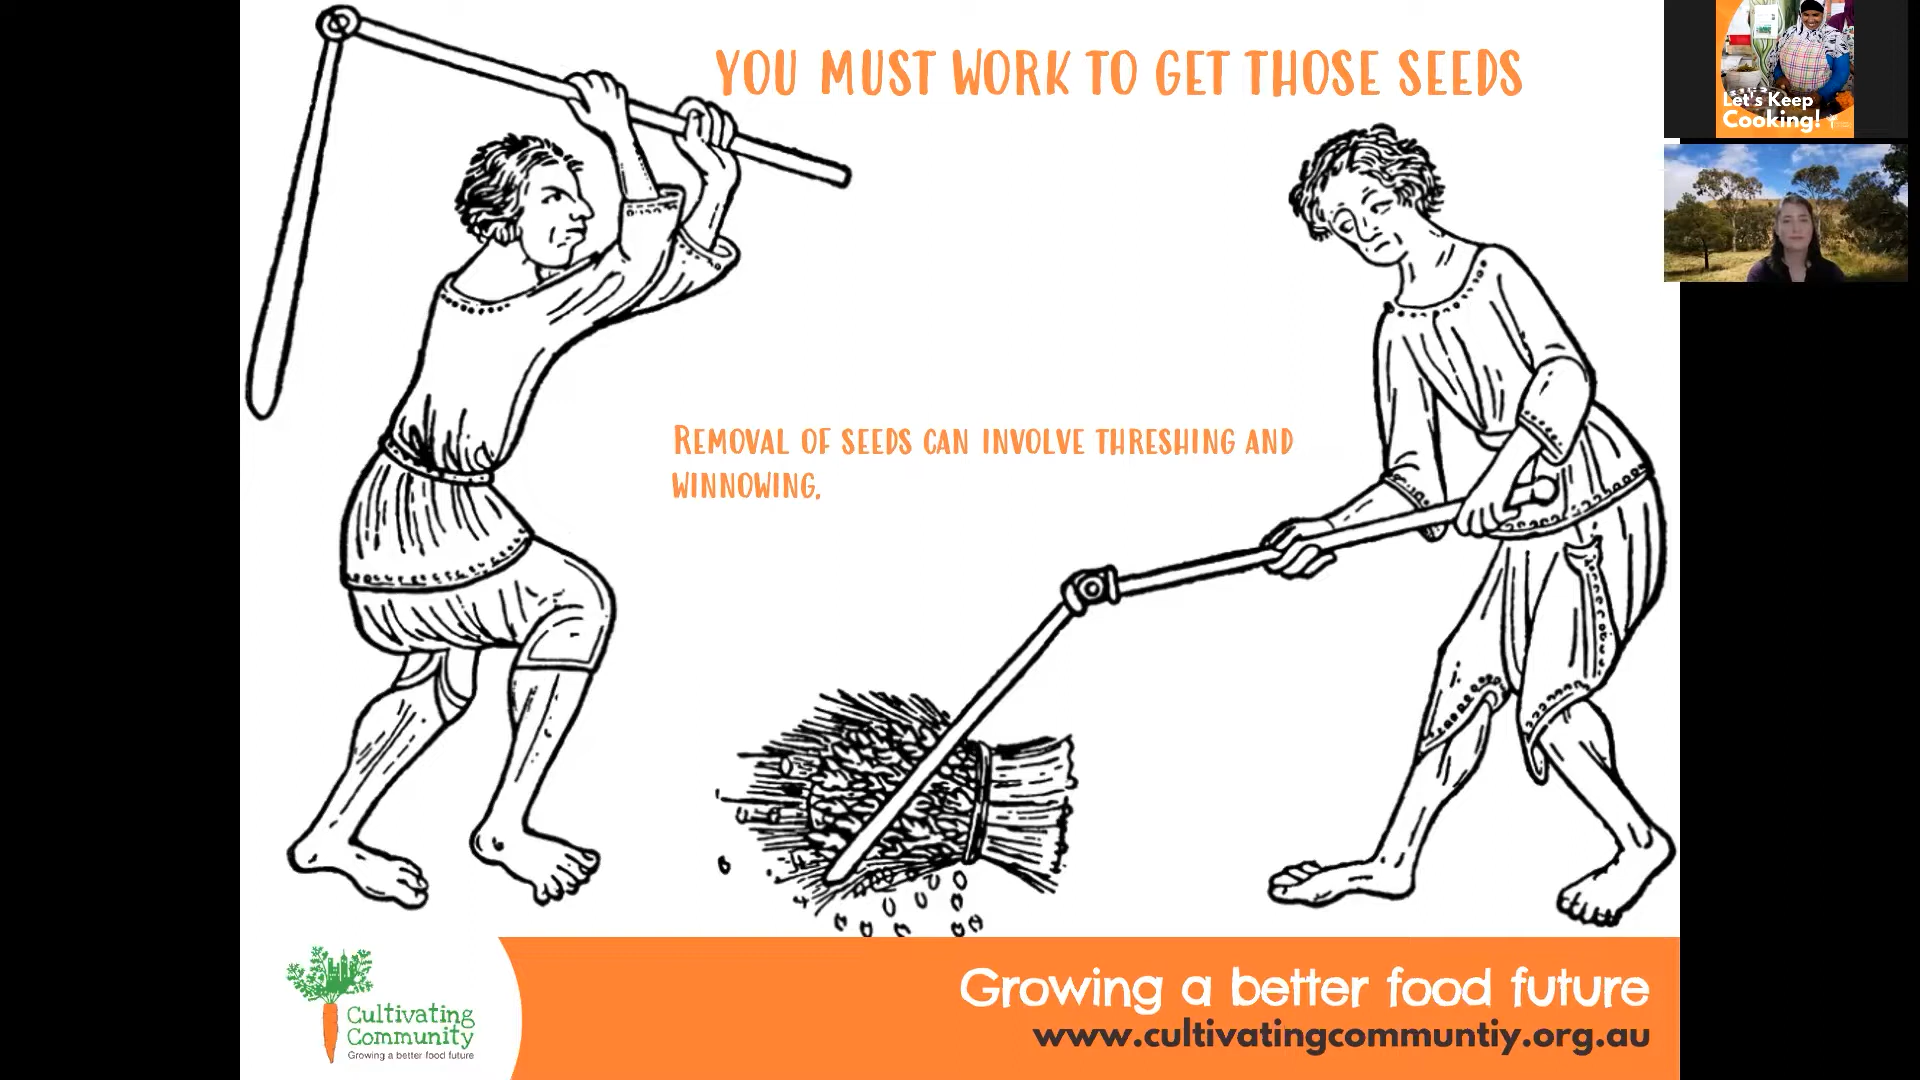 YOU MUST WORK TO GET THOSE SEEDS
Let's Keep
Cooking!
REMOVAL OF SEEDS CAN INVOLVE THRESHING AND
WINNOWING.
Cultivating
Community
Growing a better food future
Growing a better food future
www.cultivatingcommuntiy.org.au